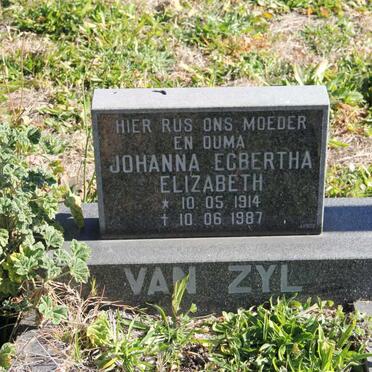 HIER RUS ONS MOEDER
EN OUMA
JOHANNA EGBERTHA
ELIZABETH
* 10 05 1914
† 10 06 1987
VAN ZYL